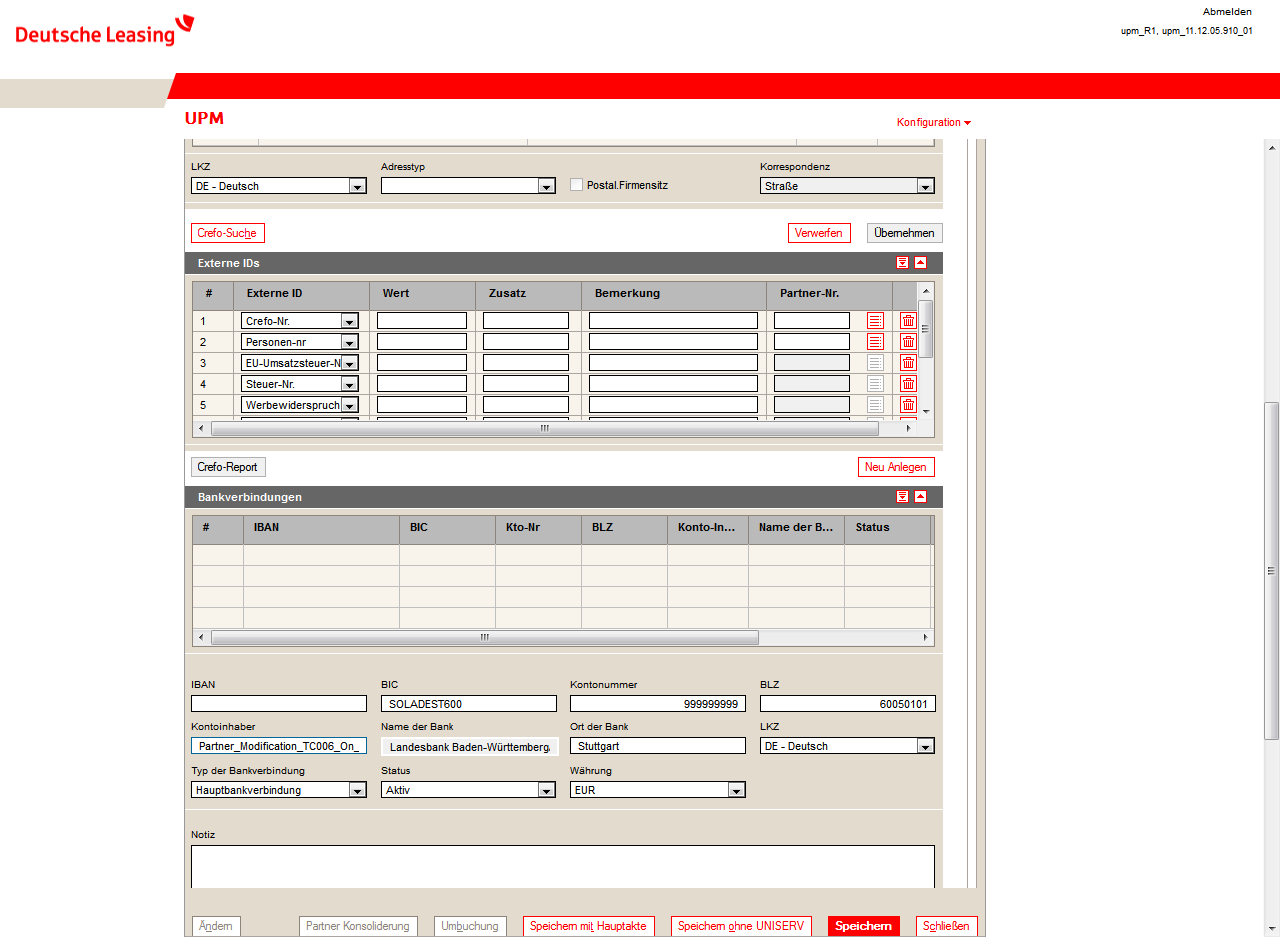 Deutsche Leasing
Abmelden
upm_R1, upm_11.12.05.910_01
UPM
Konfiguration
LKZ Adresstyp Korrespondenz
DE - Deutsch Postal.Firmensitz Straße
Crefo-Suche Verwerfen Übernehmen
Externe IDs
# Externe ID Wert Zusatz Bemerkung Partner-Nr.
1 Crefo-Nr.
2 Personen-nr
3 EU-Umsatzsteuer-N
4 Steuer-Nr.
5 Werbewiderspruch
Crefo-Report Neu Anlegen
Bankverbindungen
# IBAN BIC Kto-Nr BLZ Konto-In... Name der B... Status
IBAN BIC Kontonummer BLZ
SOLADEST600 999999999 60050101
Kontoinhaber Name der Bank Ort der Bank LKZ
Partner_Modification_TC006_On_ Landesbank Baden-Württemberg, Stuttgart DE - Deutsch
Typ der Bankverbindung Status Währung
Hauptbankverbindung Aktiv EUR
Notiz
Ändern Partner Konsolidierung Umbuchung Speichern mit Hauptakte Speichern ohne UNISERV Speichern Schließen